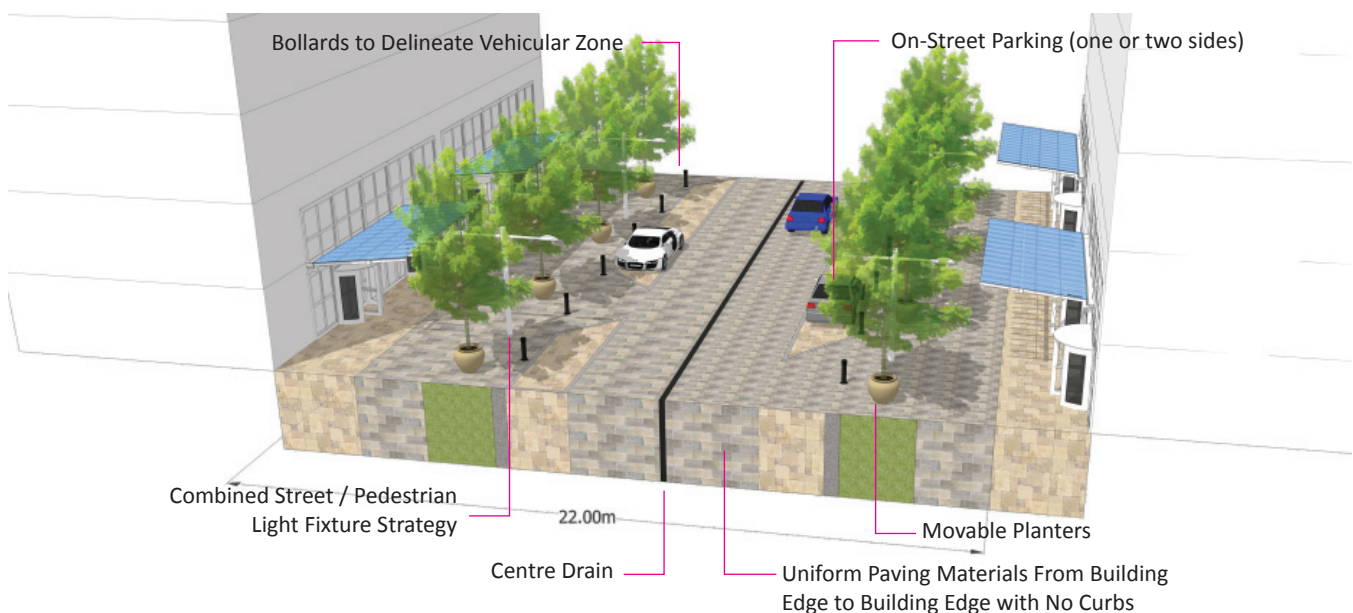 Bollards to Delineate Vehicular Zone
On-Street Parking (one or two sides)
Combined Street / Pedestrian
Light Fixture Strategy
22.00m
Movable Planters
Centre Drain
Uniform Paving Materials From Building
Edge to Building Edge with No Curbs